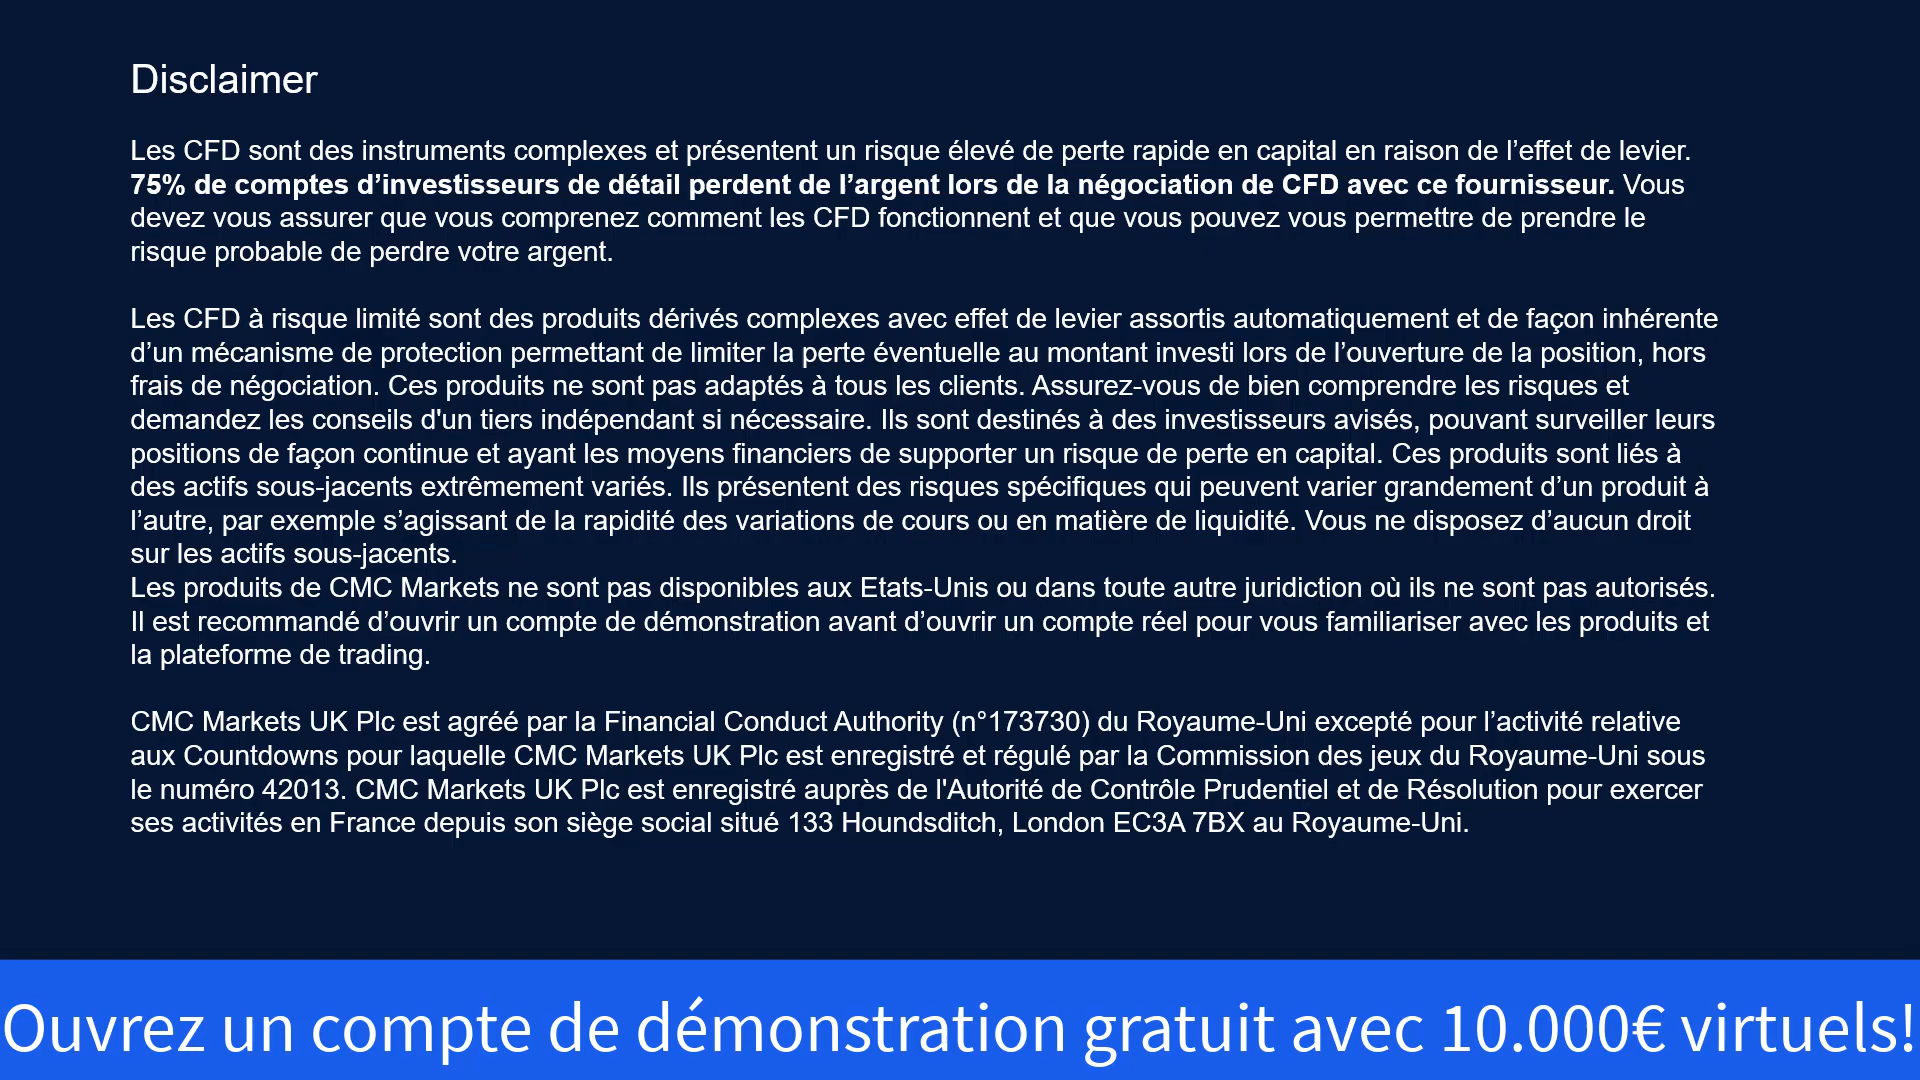 Disclaimer
Les CFD sont des instruments complexes et présentent un risque élevé de perte rapide en capital en raison de l’effet de levier.
75% de comptes d’investisseurs de détail perdent de l’argent lors de la négociation de CFD avec ce fournisseur. Vous
devez vous assurer que vous comprenez comment les CFD fonctionnent et que vous pouvez vous permettre de prendre le
risque probable de perdre votre argent.
Les CFD à risque limité sont des produits dérivés complexes avec effet de levier assortis automatiquement et de façon inhérente
d’un mécanisme de protection permettant de limiter la perte éventuelle au montant investi lors de l’ouverture de la position, hors
frais de négociation. Ces produits ne sont pas adaptés à tous les clients. Assurez-vous de bien comprendre les risques et
demandez les conseils d'un tiers indépendant si nécessaire. Ils sont destinés à des investisseurs avisés, pouvant surveiller leurs
positions de façon continue et ayant les moyens financiers de supporter un risque de perte en capital. Ces produits sont liés à
des actifs sous-jacents extrêmement variés. Ils présentent des risques spécifiques qui peuvent varier grandement d’un produit à
l’autre, par exemple s’agissant de la rapidité des variations de cours ou en matière de liquidité. Vous ne disposez d’aucun droit
sur les actifs sous-jacents.
Les produits de CMC Markets ne sont pas disponibles aux Etats-Unis ou dans toute autre juridiction où ils ne sont pas autorisés.
Il est recommandé d’ouvrir un compte de démonstration avant d’ouvrir un compte réel pour vous familiariser avec les produits et
la plateforme de trading.
CMC Markets UK Plc est agréé par la Financial Conduct Authority (n°173730) du Royaume-Uni excepté pour l’activité relative
aux Countdowns pour laquelle CMC Markets UK Plc est enregistré et régulé par la Commission des jeux du Royaume-Uni sous
le numéro 42013. CMC Markets UK Plc est enregistré auprès de l'Autorité de Contrôle Prudentiel et de Résolution pour exercer
ses activités en France depuis son siège social situé 133 Houndsditch, London EC3A 7BX au Royaume-Uni.
Ouvrez un compte de démonstration gratuit avec 10.000€ virtuels!